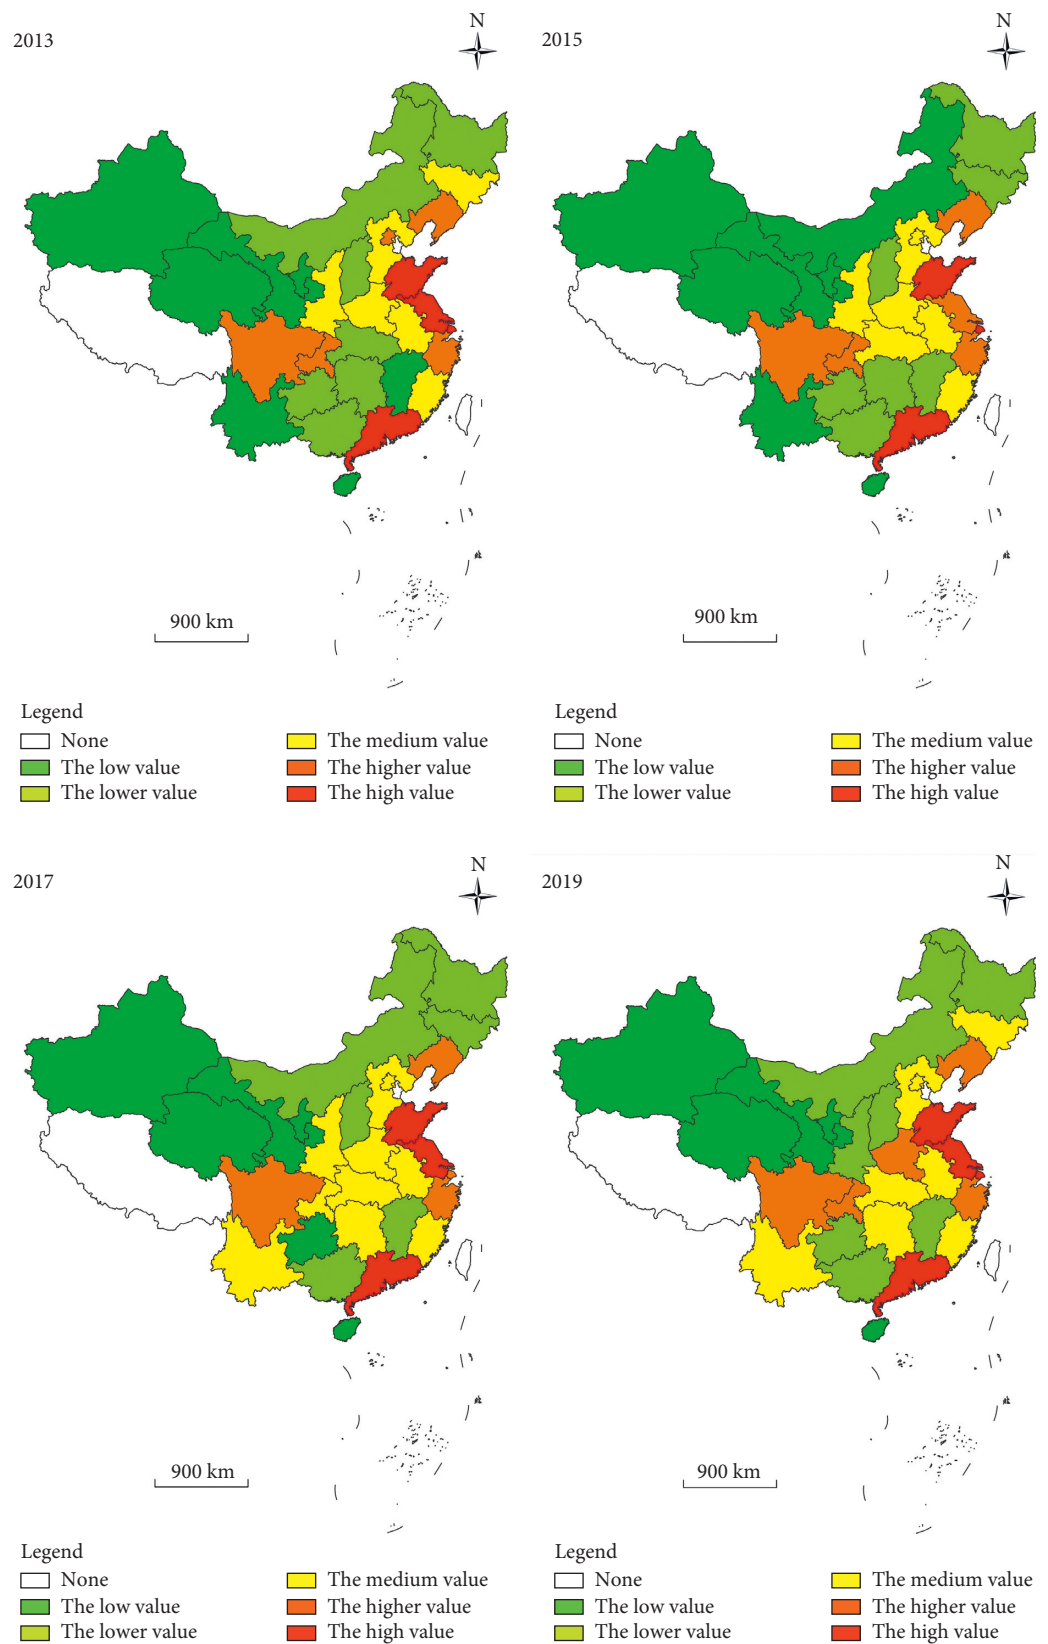 2013
N
900 km
Legend
None
The low value
The lower value
The medium value
The higher value
The high value
2015
N
900 km
Legend
None
The low value
The lower value
The medium value
The higher value
The high value
2017
N
900 km
Legend
None
The low value
The lower value
The medium value
The higher value
The high value
2019
N
900 km
Legend
None
The low value
The lower value
The medium value
The higher value
The high value